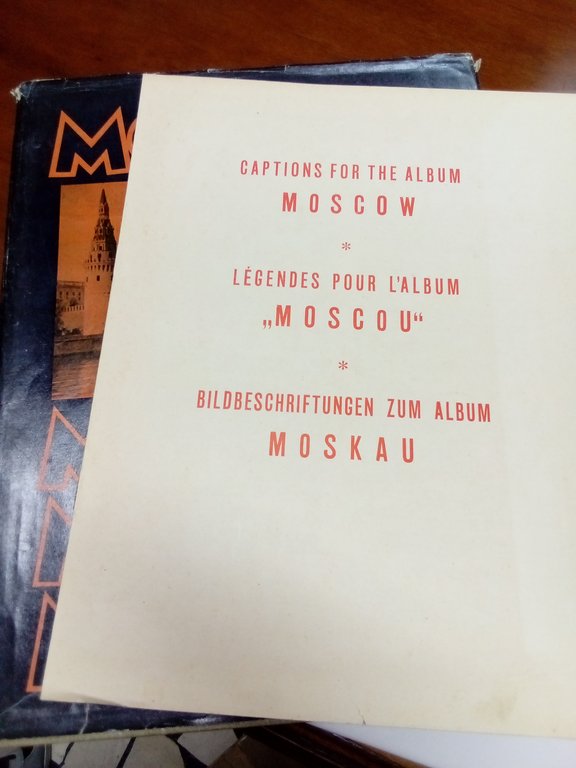 CAPTIONS FOR THE ALBUM
MOSCOW
*
LÉGENDES POUR L'ALBUM
„MOSCOU“
*
BILDBESCHRIFTUNGEN ZUM ALBUM
MOSKAU